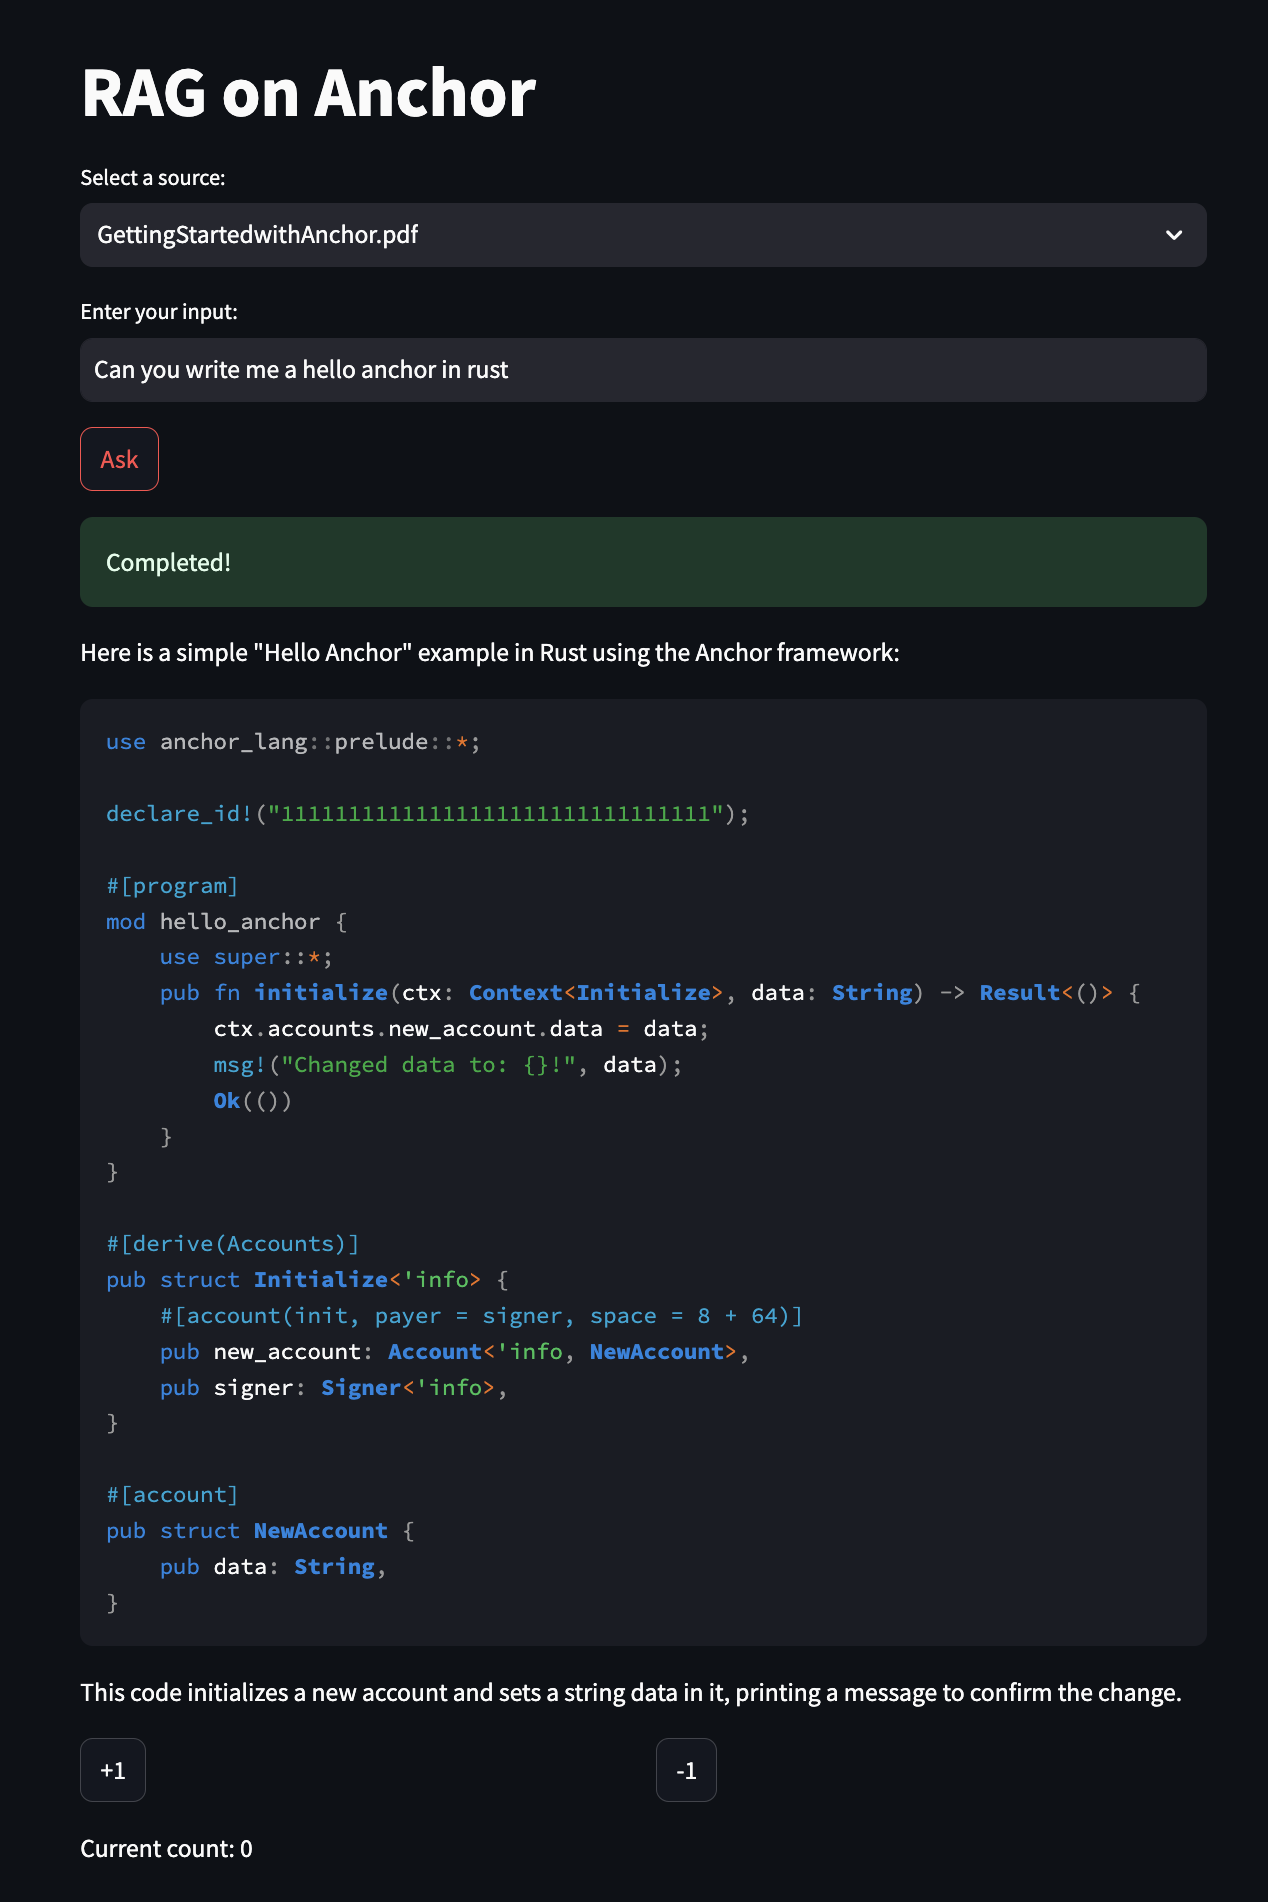 RAG on Anchor
Select a source:
GettingStartedwithAnchor.pdf
Enter your input:
Can you write me a hello anchor in rust
Ask
Completed!
Here is a simple "Hello Anchor" example in Rust using the Anchor framework:
use anchor_lang::prelude::*;
declare_id!("11111111111111111111111111111111");
#[program]
mod hello_anchor {
    use super::*;
    pub fn initialize(ctx: Context<Initialize>, data: String) -> Result<()> {
        ctx.accounts.new_account.data = data;
        msg!("Changed data to: {}!", data);
        Ok(())
    }
}
#[derive(Accounts)]
pub struct Initialize<'info> {
    #[account(init, payer = signer, space = 8 + 64)]
    pub new_account: Account<'info, NewAccount>,
    pub signer: Signer<'info>,
}
#[account]
pub struct NewAccount {
    pub data: String,
}
This code initializes a new account and sets a string data in it, printing a message to confirm the change.
+1 -1
Current count: 0